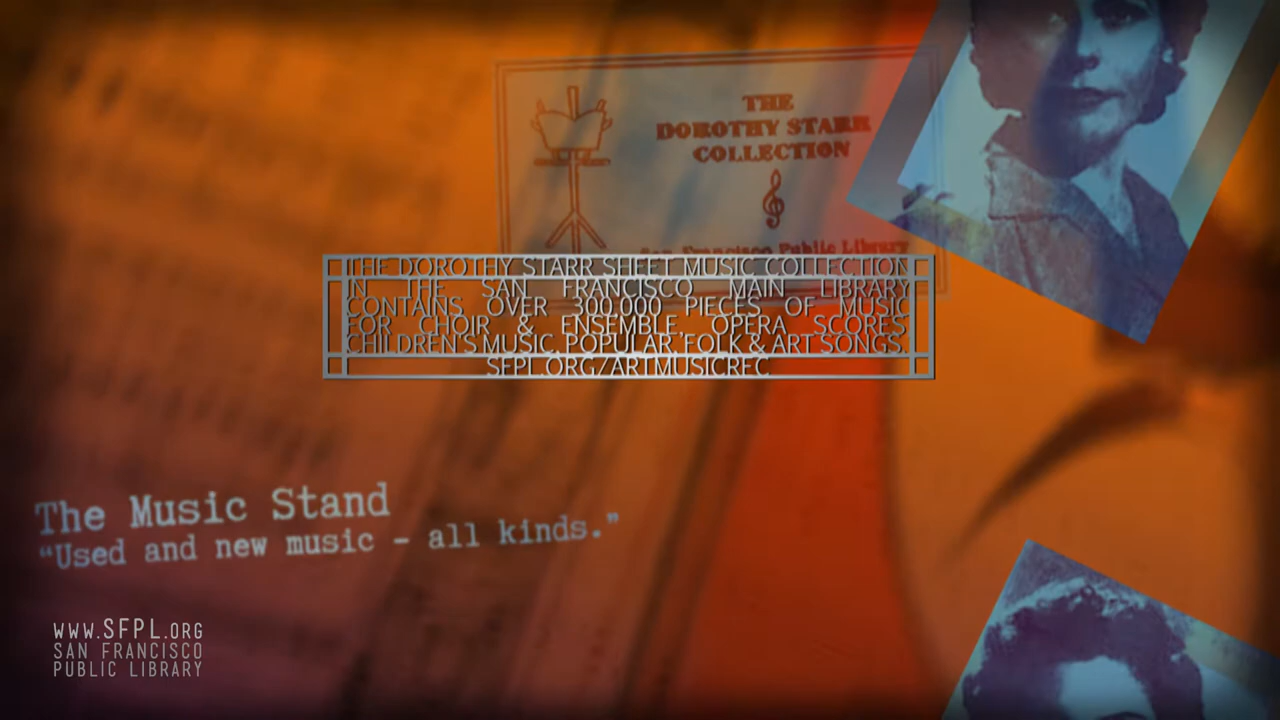 THE
DOROTHY STARR
COLLECTION
San Francisco Public Library
THE DOROTHY STARR SHEET MUSIC COLLECTION
IN THE SAN FRANCISCO MAIN LIBRARY
CONTAINS OVER 300,000 PIECES OF MUSIC
FOR CHOIR & ENSEMBLE, OPERA SCORES,
CHILDREN'S MUSIC, POPULAR, FOLK & ART SONGS.
SFPL.ORG/ARTMUSICREC
The Music Stand
“Used and new music - all kinds.”
WWW.SFPL.ORG
SAN FRANCISCO
PUBLIC LIBRARY